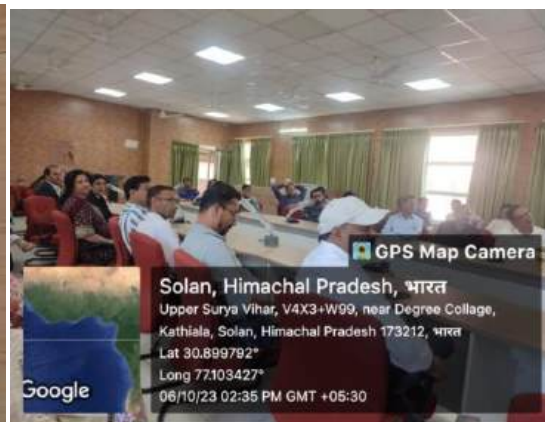 GPS Map Camera
Solan, Himachal Pradesh, भारत
Upper Surya Vihar, V4X3+W99, near Degree Collage,
Kathiala, Solan, Himachal Pradesh 173212, भारत
Lat 30.899792°
Long 77.103427°
06/10/23 02:35 PM GMT +05:30
Google